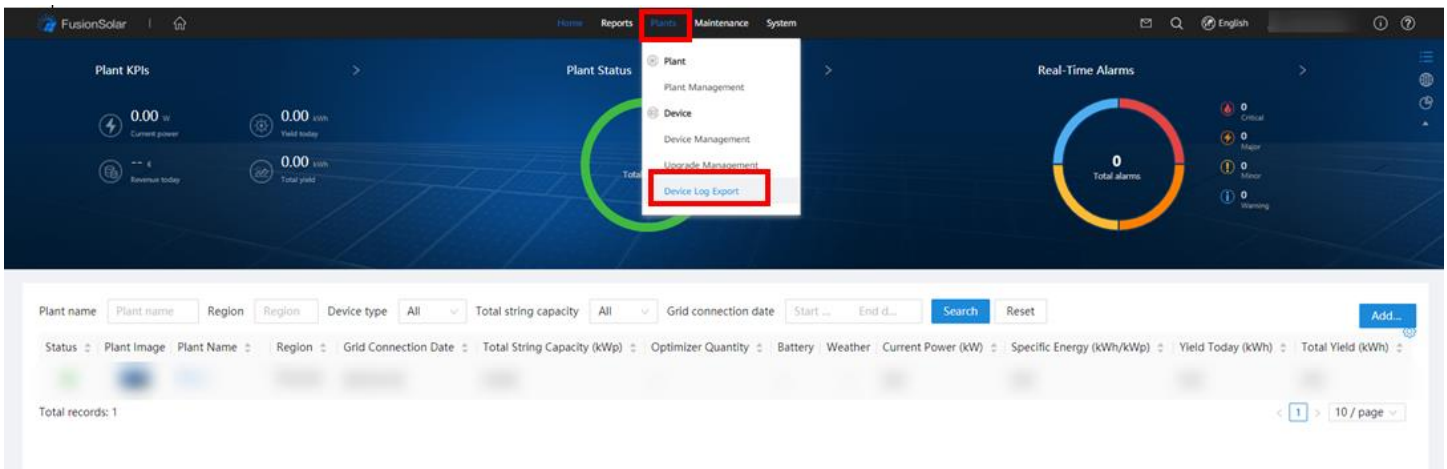 FusionSolar
Home Reports Plants Maintenance System
English
Plant KPIs
0.00 W
Current power
0.00 kWh
Yield today
-- €
Revenue today
0.00 kWh
Total yield
Plant Status
Total
Plant
Plant Management
Device
Device Management
Upgrade Management
Device Log Export
Real-Time Alarms
0
Total alarms
0
Critical
0
Major
0
Minor
0
Warning
Plant name Plant name Region Region Device type All Total string capacity All Grid connection date Start ... End d... Search Reset
Add...
Status Plant Image Plant Name Region Grid Connection Date Total String Capacity (kWp) Optimizer Quantity Battery Weather Current Power (kW) Specific Energy (kWh/kWp) Yield Today (kWh) Total Yield (kWh)
Total records: 1
< 1 > 10 / page